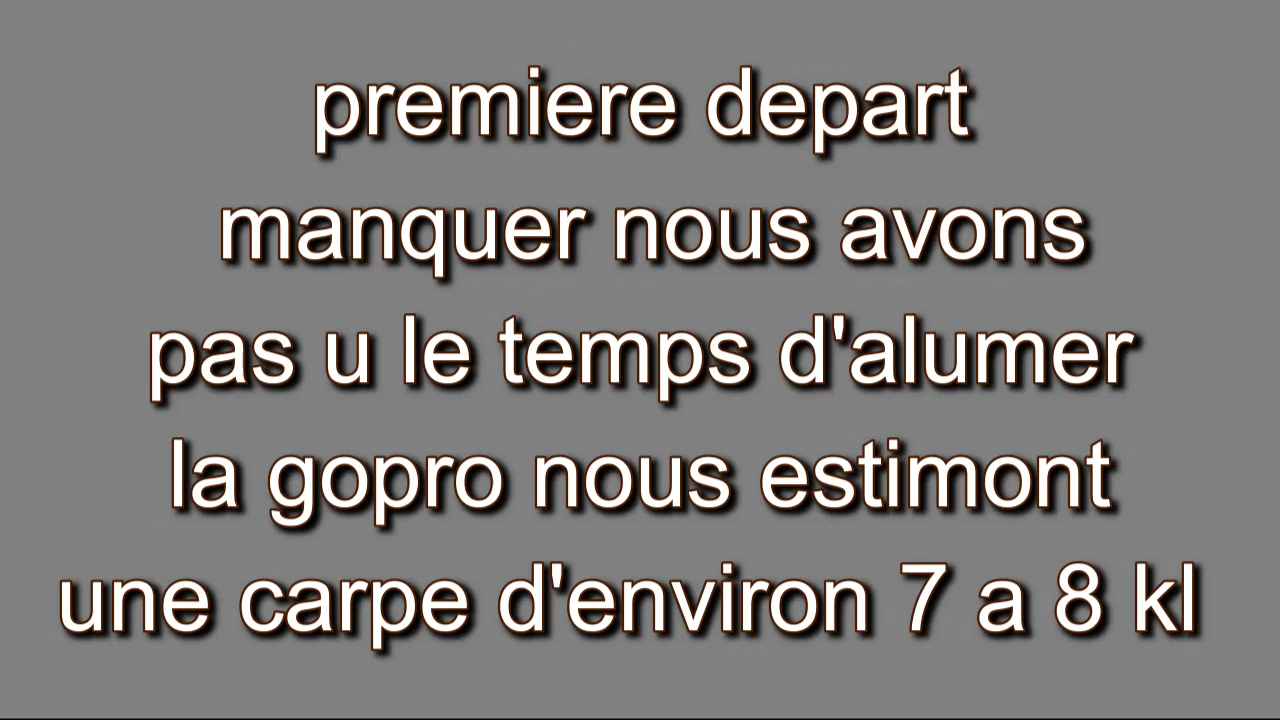 premiere depart
manquer nous avons
pas u le temps d'alumer
la gopro nous estimont
une carpe d'environ 7 a 8 kl